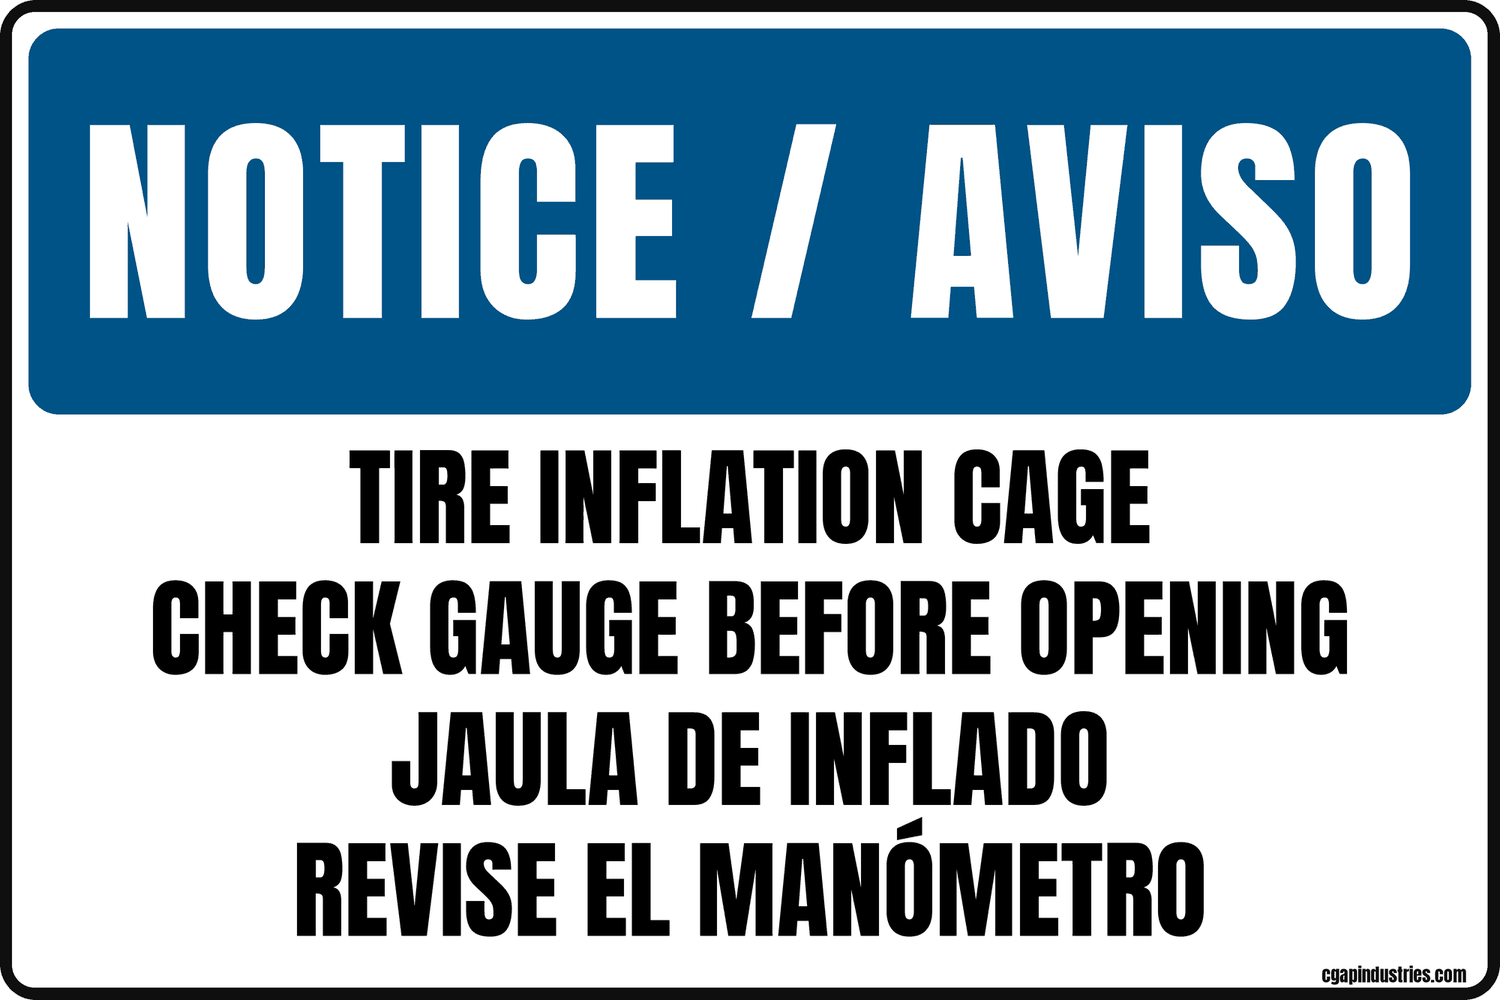 NOTICE / AVISO
TIRE INFLATION CAGE
CHECK GAUGE BEFORE OPENING
JAULA DE INFLADO
REVISE EL MANÓMETRO
cgapindustries.com